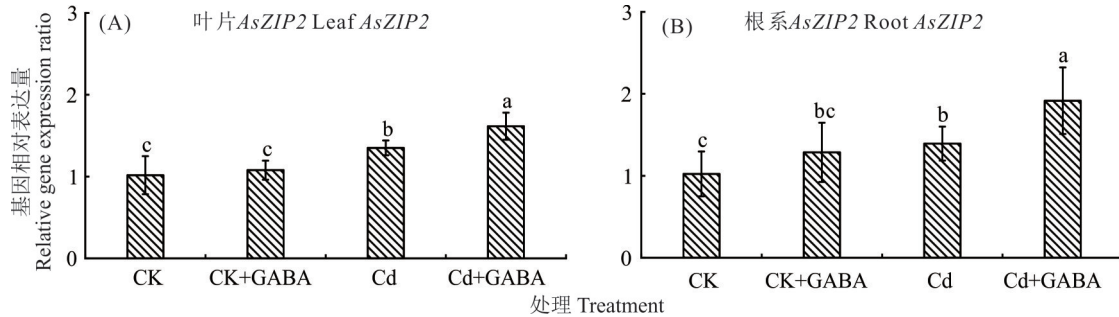 基因相对表达量
Relative gene expression ratio
(A) 叶片AsZIP2 Leaf AsZIP2
3
2
1
0
c
c
b
a
CK CK+GABA Cd Cd+GABA
(B) 根系AsZIP2 Root AsZIP2
3
2
1
0
c
bc
b
a
CK CK+GABA Cd Cd+GABA
处理 Treatment